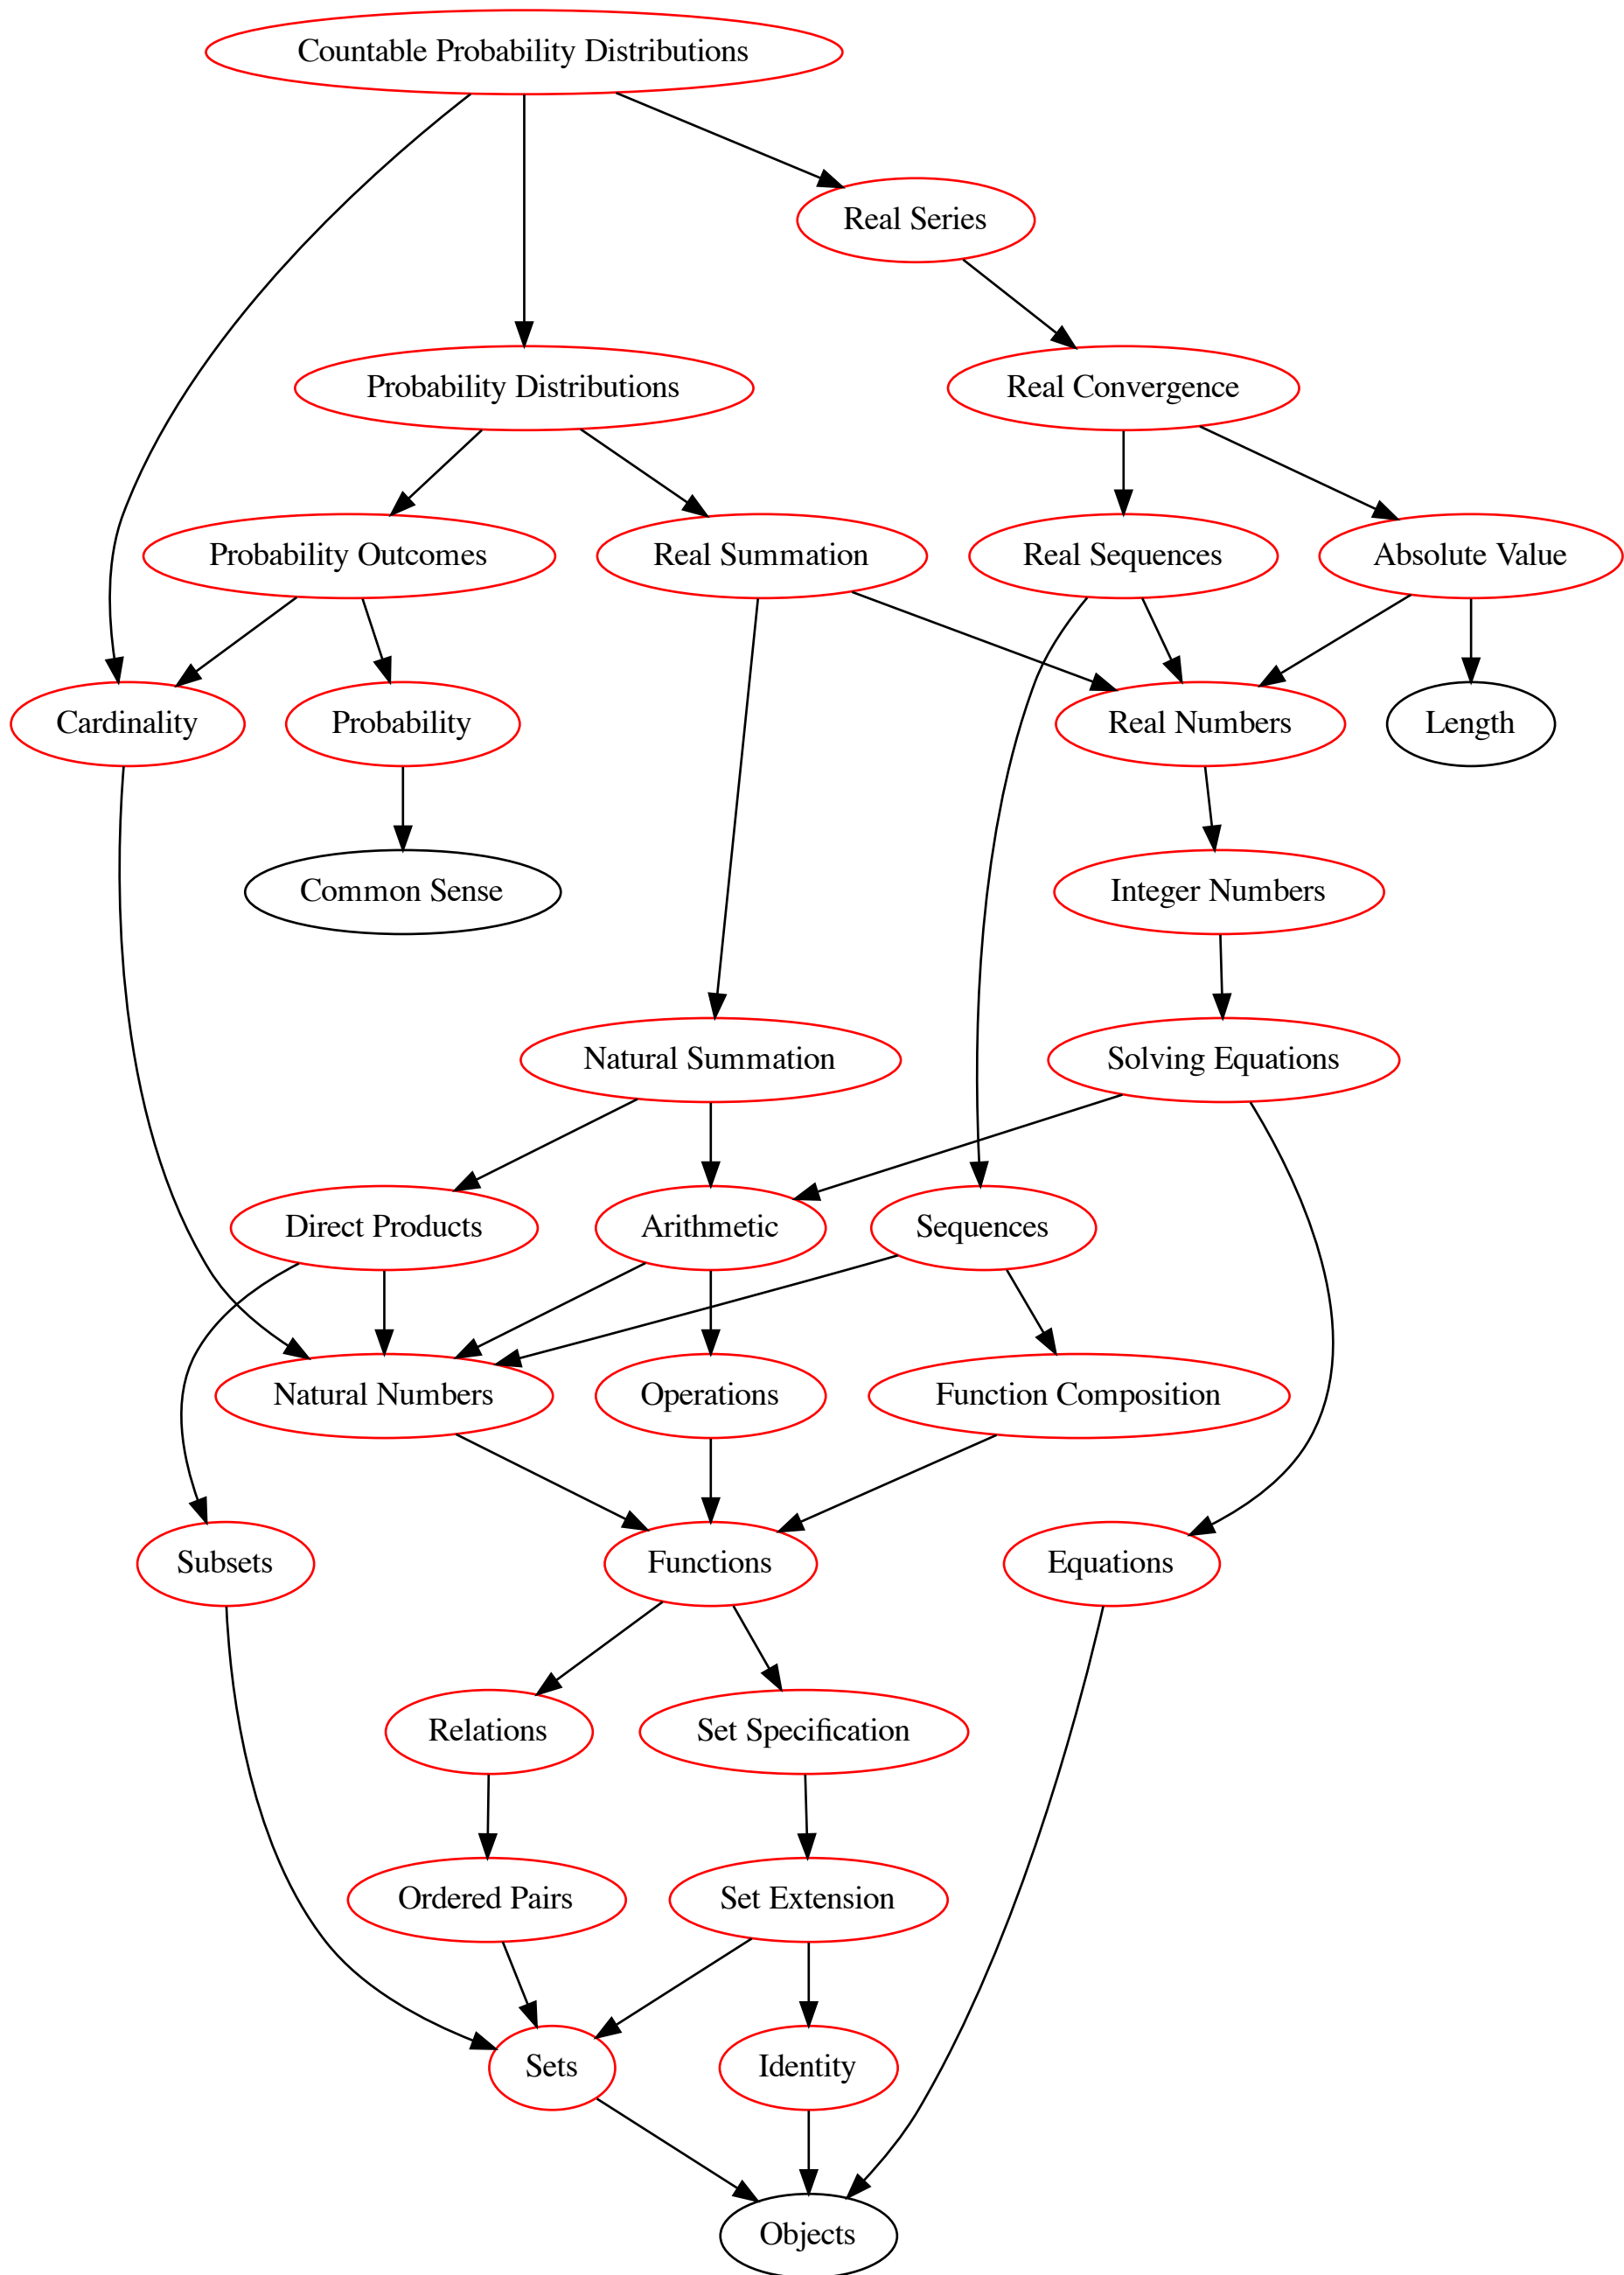 Countable Probability Distributions
Real Series
Probability Distributions
Real Convergence
Probability Outcomes
Real Summation
Real Sequences
Absolute Value
Cardinality
Probability
Real Numbers
Length
Common Sense
Integer Numbers
Natural Summation
Solving Equations
Direct Products
Arithmetic
Sequences
Natural Numbers
Operations
Function Composition
Subsets
Functions
Equations
Relations
Set Specification
Ordered Pairs
Set Extension
Sets
Identity
Objects